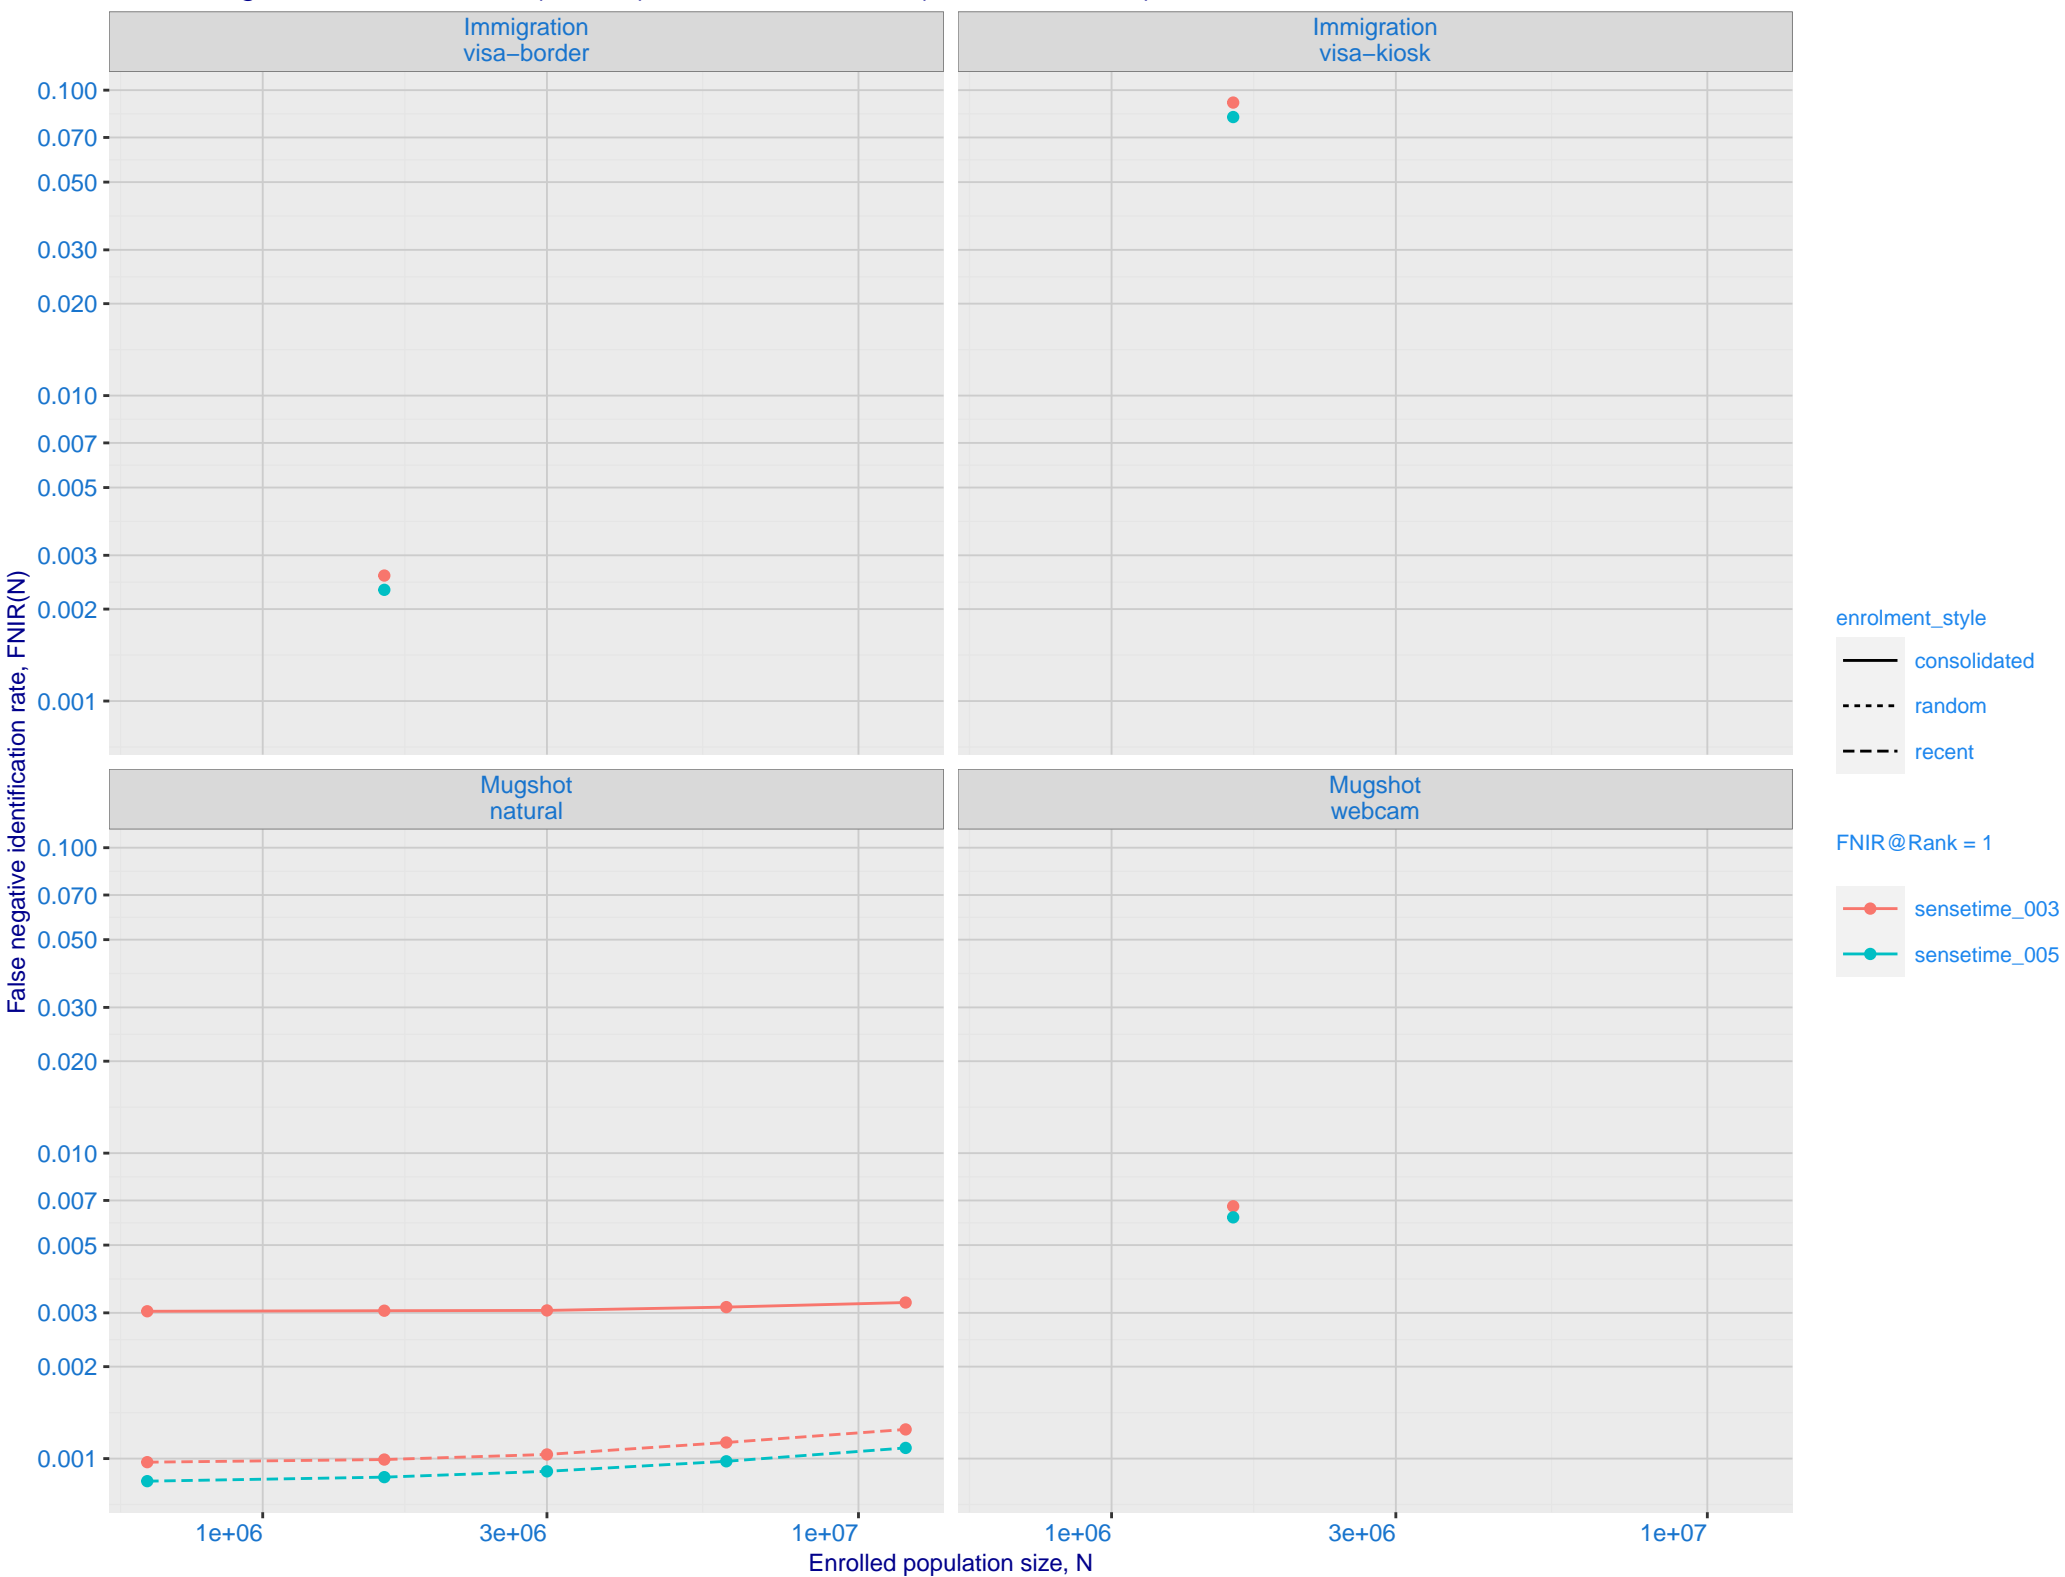 Immigration
visa−border
Immigration
visa−kiosk
0.100
0.070
0.050
0.030
0.020
0.010
0.007
0.005
0.003
0.002
0.001
Mugshot
natural
Mugshot
webcam
0.100
0.070
0.050
0.030
0.020
0.010
0.007
0.005
0.003
0.002
0.001
1e+06
3e+06
1e+07
1e+06
3e+06
1e+07
Enrolled population size, N
False negative identification rate, FNIR(N)
enrolment_style
consolidated
random
recent
FNIR@Rank = 1
sensetime_003
sensetime_005